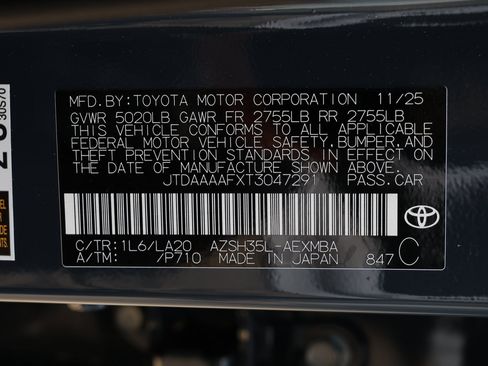 MFD.BY:TOYOTA MOTOR CORPORATION 11/25
GVWR 5020LB GAWR FR 2755LB RR 2755LB
THIS VEHICLE CONFORMS TO ALL APPLICABLE
FEDERAL MOTOR VEHICLE SAFETY,BUMPER,AND
THEFT PREVENTION STANDARDS IN EFFECT ON
THE DATE OF MANUFACTURE SHOWN ABOVE.
JTDAAAAFXT3047291 PASS.CAR
C/TR:1L6/LA20 AZSH35L-AEXMBA
A/TM: /P710 MADE IN JAPAN 847 C
30S70